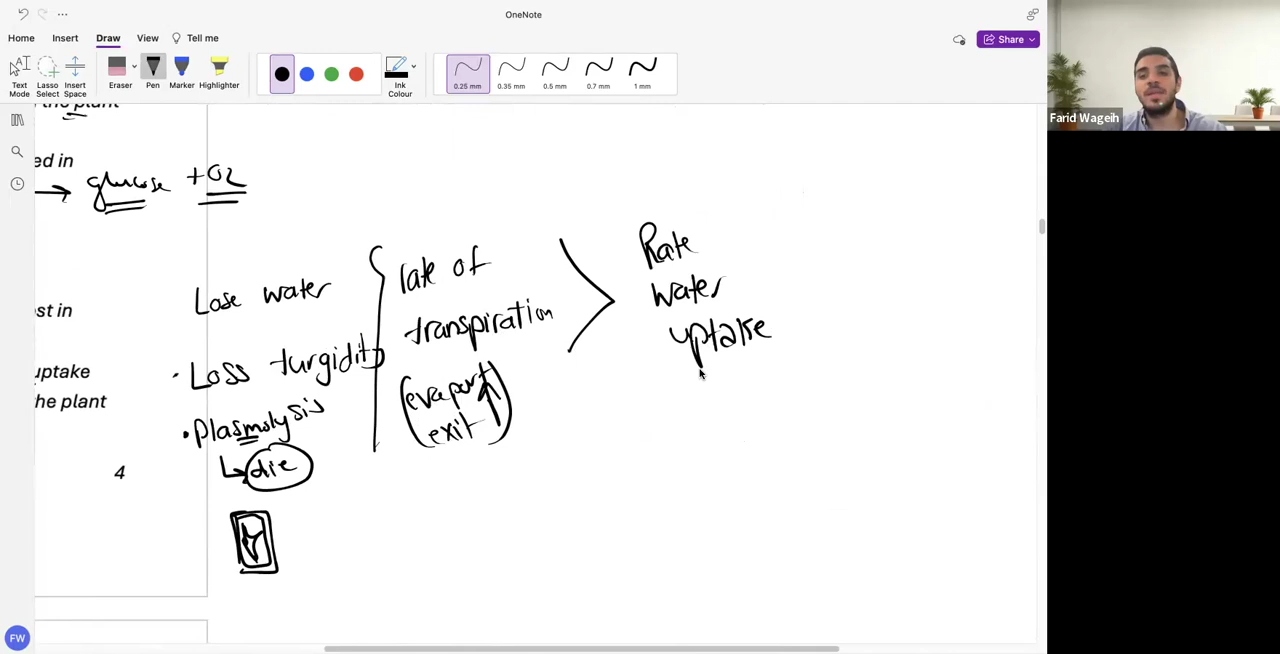 OneNote
Home Insert Draw View Tell me
Share
Text Mode
Lasso Select
Insert Space
Eraser
Pen
Marker
Highlighter
Ink Colour
0.25 mm
0.35 mm
0.5 mm
0.7 mm
1 mm
Farid Wageih
the plant
ed in
glucose + O2
Rate
water
uptake
rate of
transpiration
(evaport
exit)
Lose water
st in
• Loss turgidity
uptake
the plant
• plasmolysis
die
4
FW